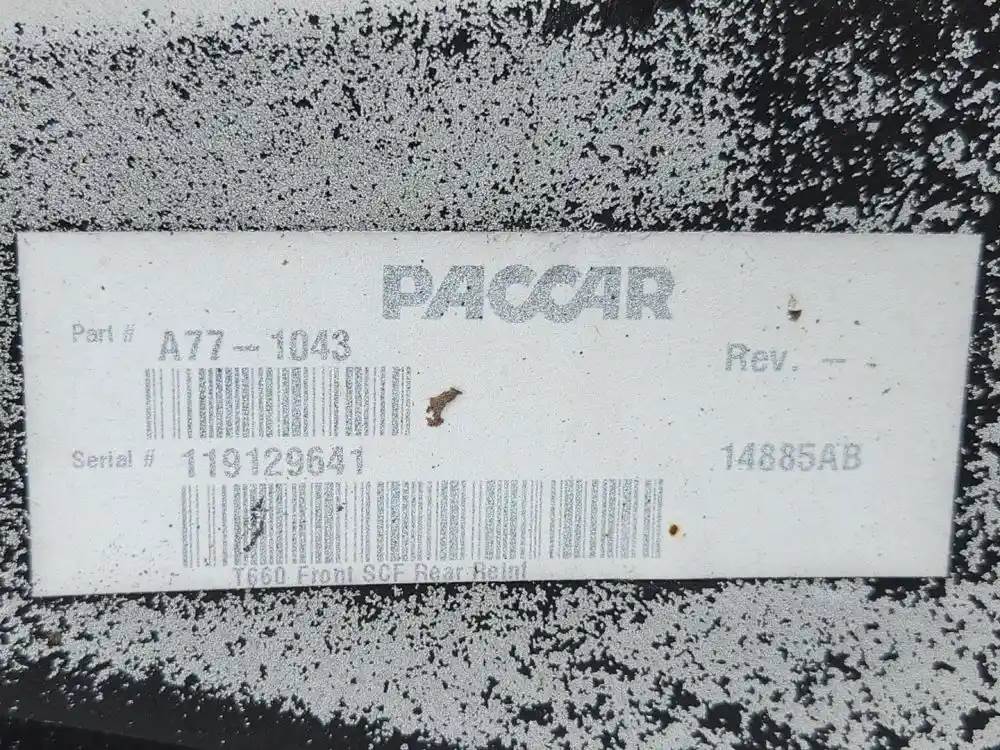 PACCAR
Part # A77-1043
Rev. -
Serial # 119129641
14885AB
T660 Front SCF Rear Reinf